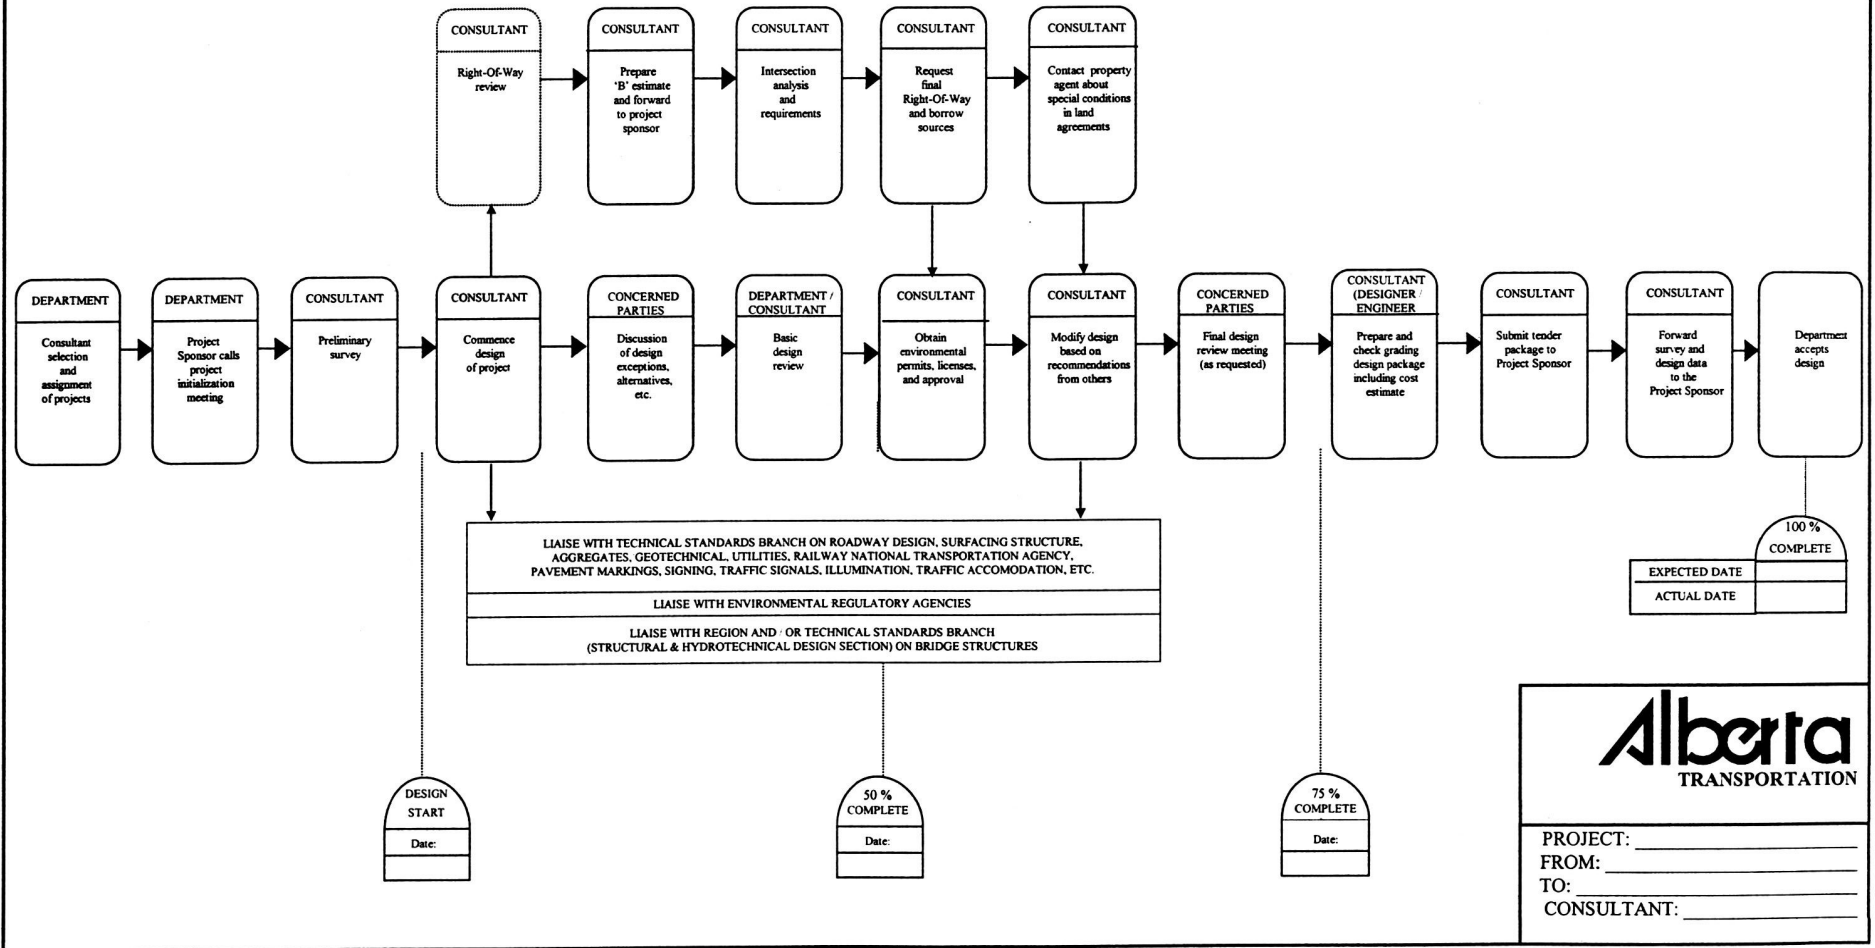 CONSULTANT
Right-Of-Way
review
CONSULTANT
Prepare
'B' estimate
and forward
to project
sponsor
CONSULTANT
Intersection
analysis
and
requirements
CONSULTANT
Request
final
Right-Of-Way
and borrow
sources
CONSULTANT
Contact property
agent about
special conditions
in land
agreements
DEPARTMENT
Consultant
selection
and
assignment
of projects
DEPARTMENT
Project
Sponsor calls
project
initialization
meeting
CONSULTANT
Preliminary
survey
CONSULTANT
Commence
design
of project
CONCERNED
PARTIES
Discussion
of design
exceptions,
alternatives,
etc.
DEPARTMENT /
CONSULTANT
Basic
design
review
CONSULTANT
Obtain
environmental
permits, licenses,
and approval
CONSULTANT
Modify design
based on
recommendations
from others
CONCERNED
PARTIES
Final design
review meeting
(as requested)
CONSULTANT
(DESIGNER /
ENGINEER
Prepare and
check grading
design package
including cost
estimate
CONSULTANT
Submit tender
package to
Project Sponsor
CONSULTANT
Forward
survey and
design data
to the
Project Sponsor
Department
accepts
design
LIAISE WITH TECHNICAL STANDARDS BRANCH ON ROADWAY DESIGN, SURFACING STRUCTURE,
AGGREGATES, GEOTECHNICAL, UTILITIES, RAILWAY NATIONAL TRANSPORTATION AGENCY,
PAVEMENT MARKINGS, SIGNING, TRAFFIC SIGNALS, ILLUMINATION, TRAFFIC ACCOMODATION, ETC.
LIAISE WITH ENVIRONMENTAL REGULATORY AGENCIES
LIAISE WITH REGION AND / OR TECHNICAL STANDARDS BRANCH
(STRUCTURAL & HYDROTECHNICAL DESIGN SECTION) ON BRIDGE STRUCTURES
100 %
COMPLETE
EXPECTED DATE
ACTUAL DATE
DESIGN
START
Date:
50 %
COMPLETE
Date:
75 %
COMPLETE
Date:
Alberta
TRANSPORTATION
PROJECT:
FROM:
TO:
CONSULTANT: